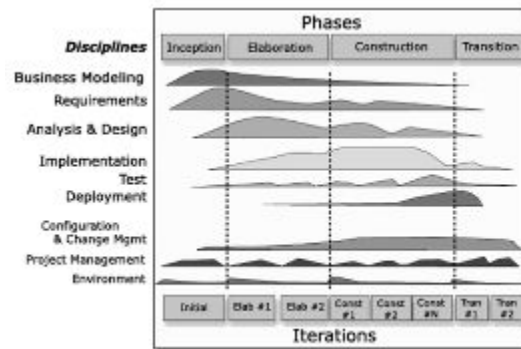 Phases
Disciplines Inception Elaboration Construction Transition
Business Modeling
Requirements
Analysis & Design
Implementation
Test
Deployment
Configuration
& Change Mgmt
Project Management
Environment
Initial Elab #1 Elab #2 Const #1 Const #2 Const #N Tran #1 Tran #2
Iterations